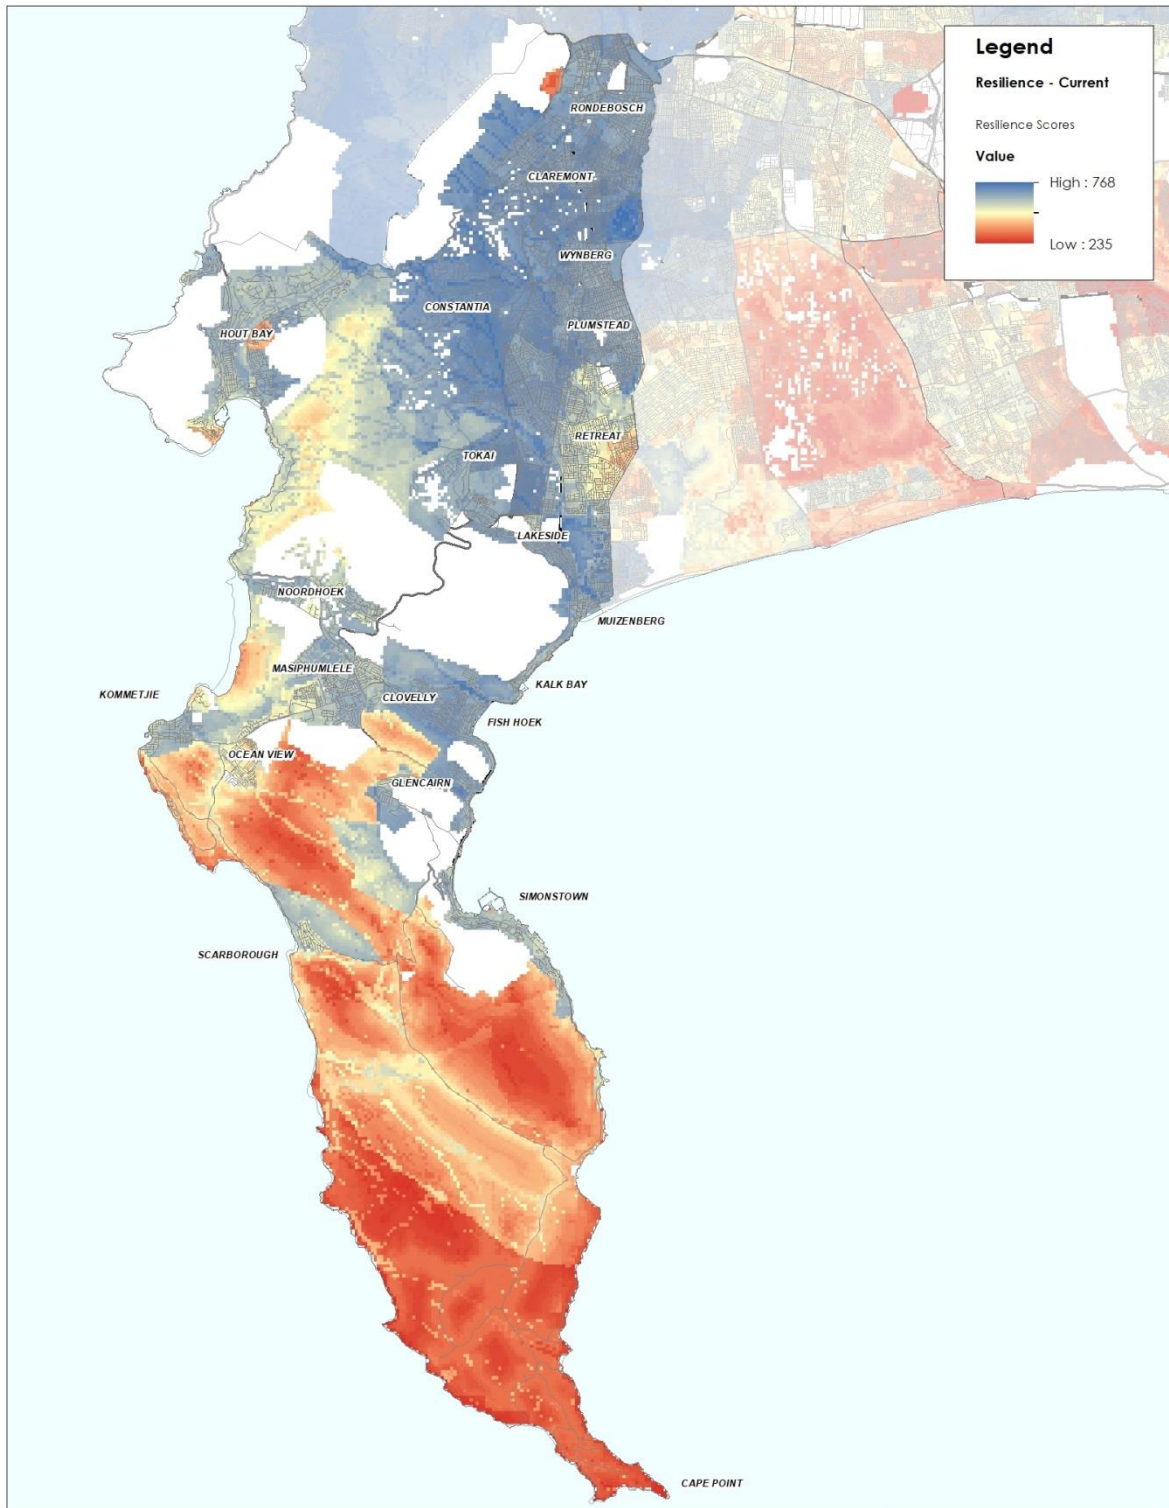 Legend
Resilience - Current
Resilience Scores
Value
High : 768
Low : 235
RONDEBOSCH
CLAREMONT
WYNBERG
CONSTANTIA
PLUMSTEAD
HOUT BAY
RETREAT
TOKAI
LAKESIDE
NOORDHOEK
MUIZENBERG
MASIPHUMLELE
KALK BAY
KOMMETJIE
CLOVELLY
FISH HOEK
OCEAN VIEW
GLENCAIRN
SIMONSTOWN
SCARBOROUGH
CAPE POINT